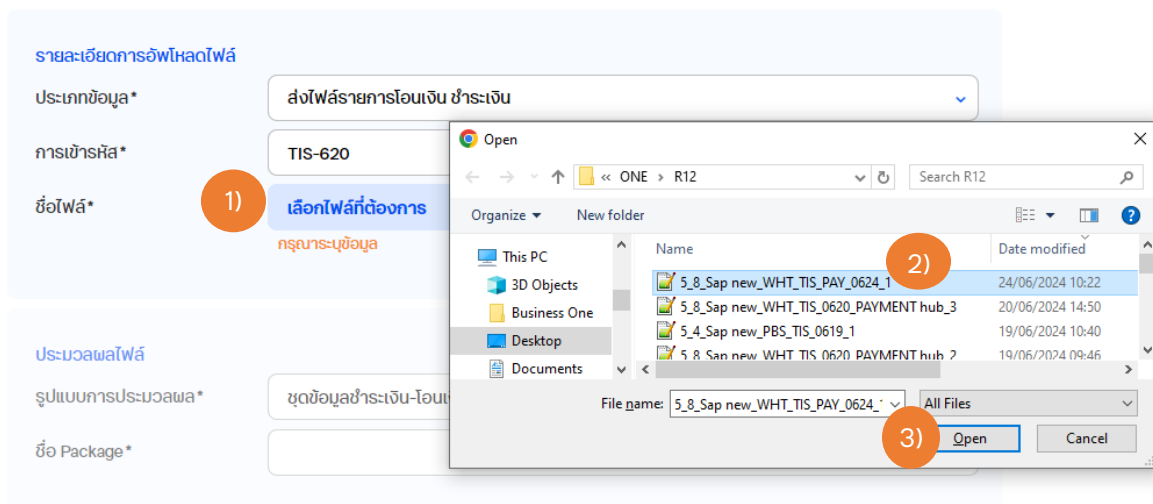 รายละเอียดการอัพโหลดไฟล์
ประเภทข้อมูล*
ส่งไฟล์รายการโอนเงิน ชำระเงิน
การเข้ารหัส*
TIS-620
ชื่อไฟล์*
1)
เลือกไฟล์ที่ต้องการ
กรุณาระบุข้อมูล
ประมวลผลไฟล์
รูปแบบการประมวลผล*
ชุดข้อมูลชำระเงิน-โอนเ
ชื่อ Package*
Open
« ONE > R12
Search R12
Organize
New folder
This PC
3D Objects
Business One
Desktop
Documents
Name
Date modified
2)
5_8_Sap new_WHT_TIS_PAY_0624_1 24/06/2024 10:22
5_8_Sap new_WHT_TIS_0620_PAYMENT hub_3 20/06/2024 14:50
5_4_Sap new_PBS_TIS_0619_1 19/06/2024 10:40
5_8_Sap new_WHT_TIS_0620_PAYMENT hub_2 19/06/2024 09:46
File name: 5_8_Sap new_WHT_TIS_PAY_0624_
All Files
3)
Open
Cancel